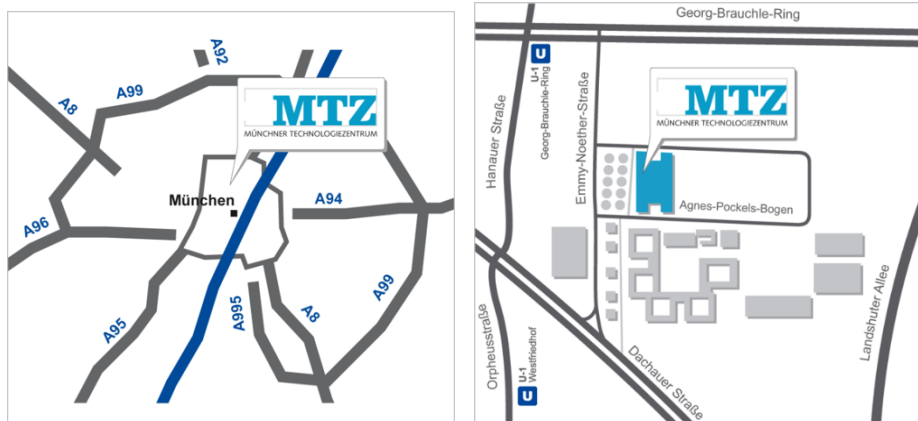 A92
A99
A8
MTZ
MÜNCHNER TECHNOLOGIEZENTRUM
München
A94
A96
A99
A95
A995
A8
Georg-Brauchle-Ring
U
U-1
Georg-Brauchle-Ring
Hanauer Straße
Emmy-Noether-Straße
MTZ
MÜNCHNER TECHNOLOGIEZENTRUM
Agnes-Pockels-Bogen
Landshuter Allee
Orpheusstraße
U-1
Westfriedhof
U
Dachauer Straße